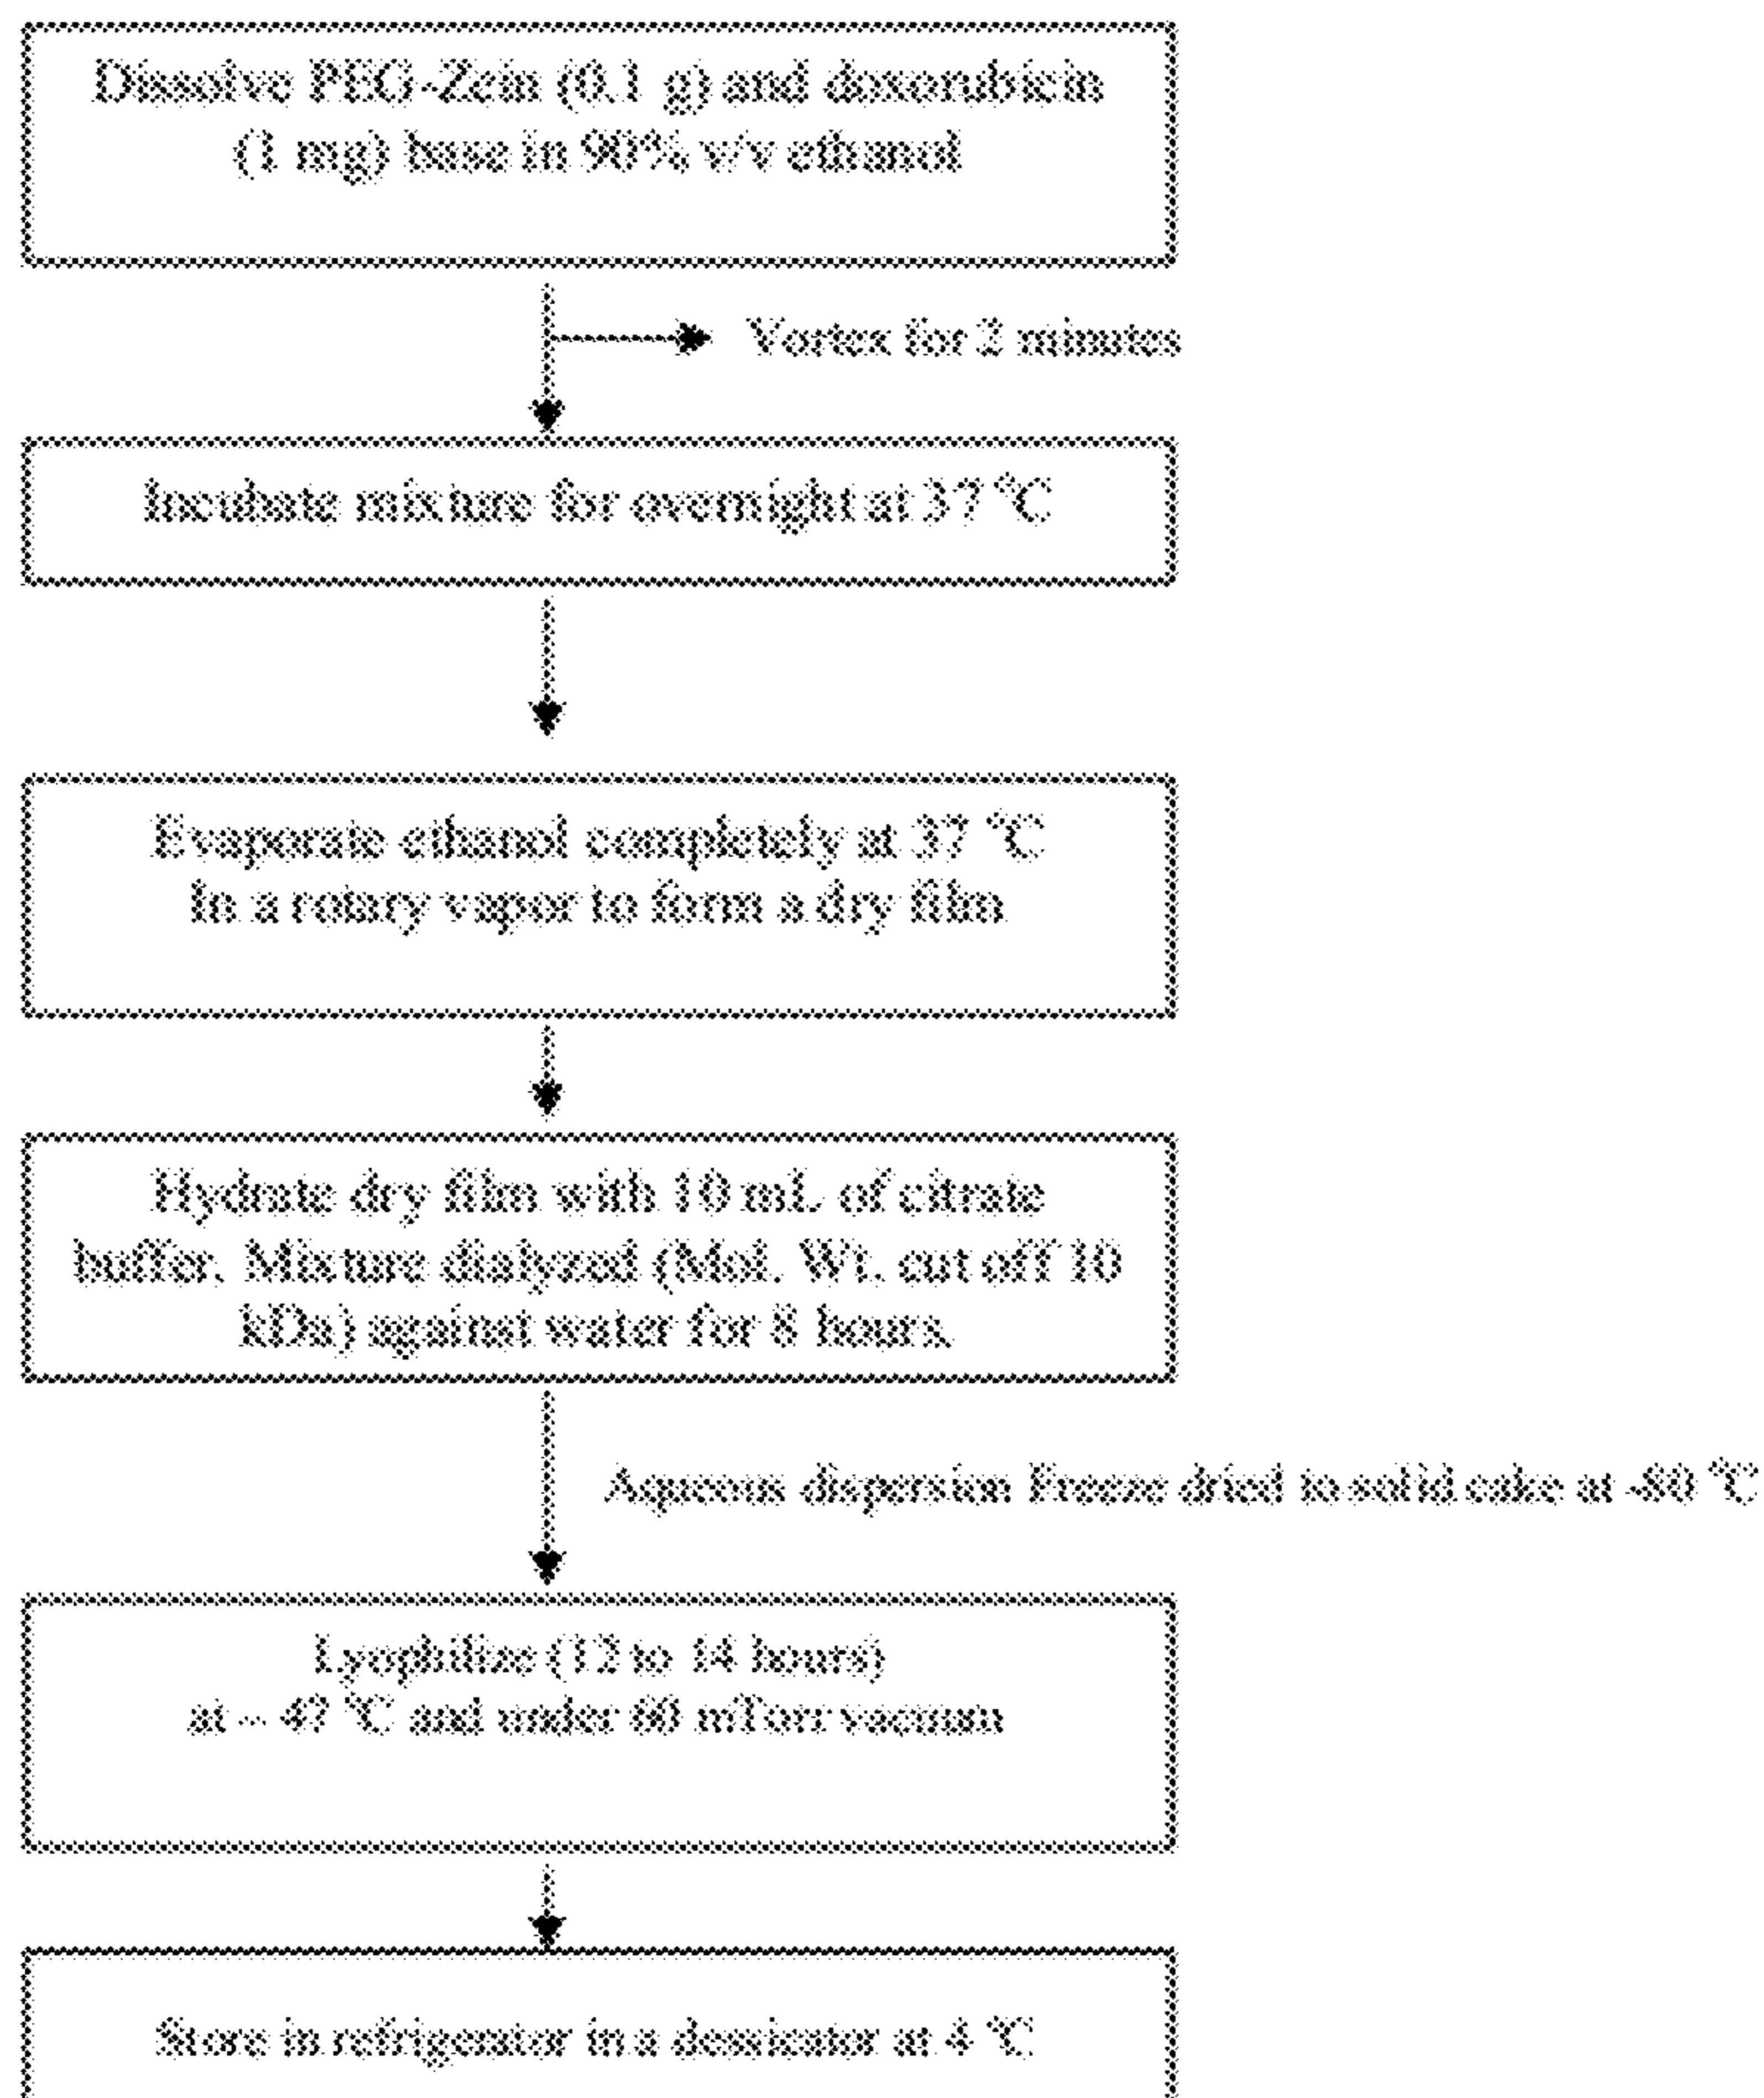 Dissolve PEG-Zein (0.1 g) and doxorubicin
(1 mg) base in 90% v/v ethanol
Vortex for 2 minutes
Incubate mixture for overnight at 37 °C
Evaporate ethanol completely at 37 °C
In a rotary vapor to form a dry film
Hydrate dry film with 10 mL of citrate
buffer. Mixture dialyzed (Mol. Wt. cut off 10
kDa) against water for 8 hours.
Aqueous dispersion Freeze dried to solid cake at -80 °C
Lyophilize (12 to 14 hours)
at – 47 °C and under 60 mTorr vacuum
Store in refrigerator in a dessicator at 4 °C